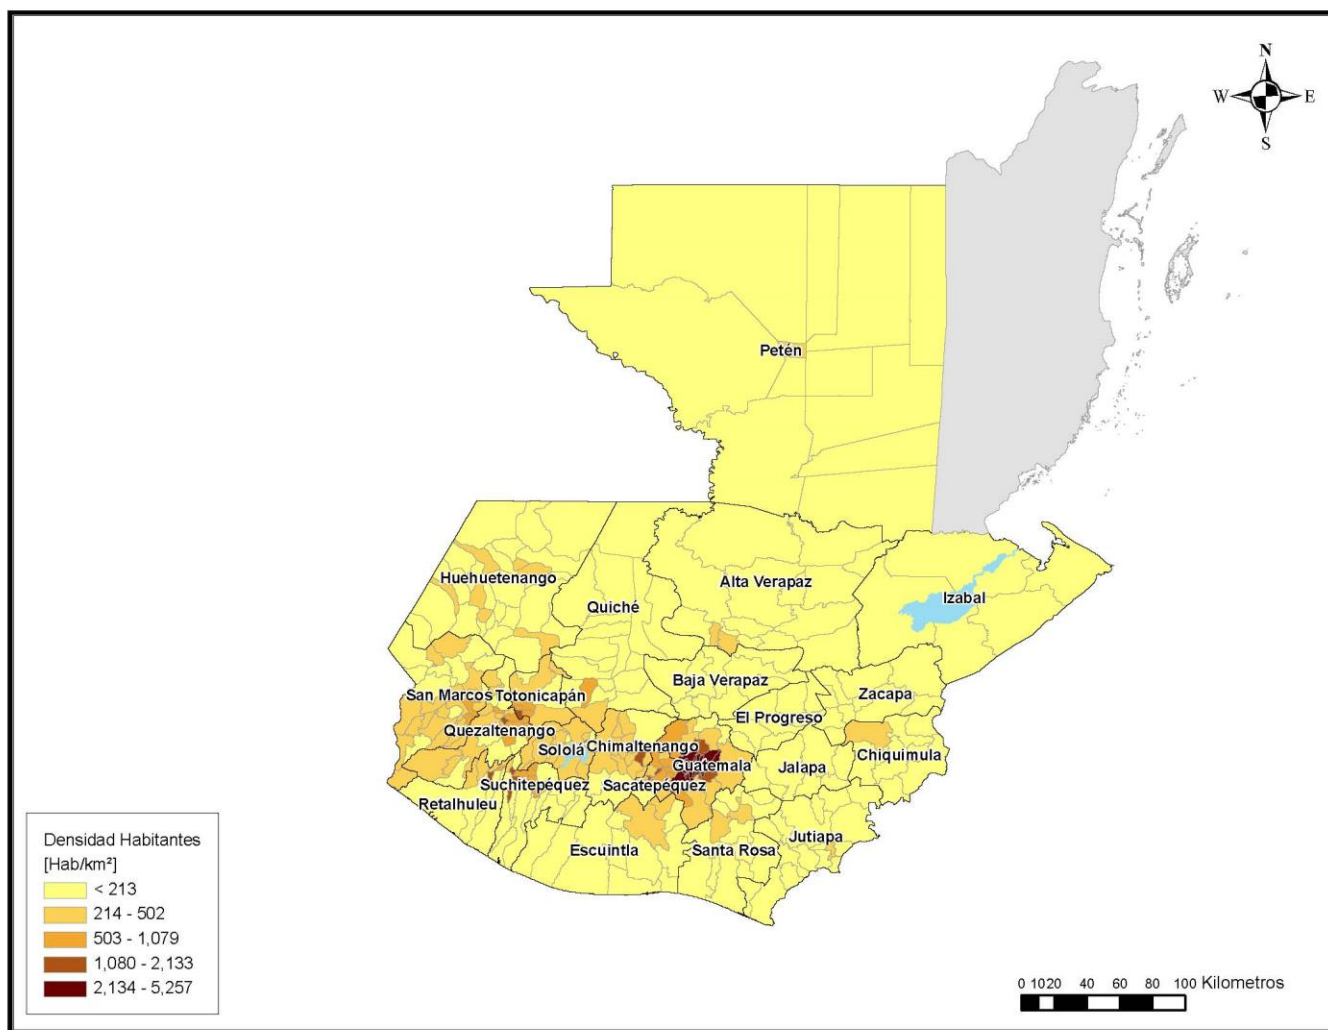 N
W E
S
Petén
Huehuetenango
Quiché
Alta Verapaz
Izabal
San Marcos Totonicapán
Baja Verapaz
Zacapa
El Progreso
Quezaltenango
Sololá Chimaltenango
Guatemala
Jalapa
Chiquimula
Suchitepéquez Sacatepéquez
Retalhuleu
Escuintla
Santa Rosa
Jutiapa
Densidad Habitantes
[Hab/km²]
< 213
214 - 502
503 - 1,079
1,080 - 2,133
2,134 - 5,257
0 10 20 40 60 80 100 Kilometros